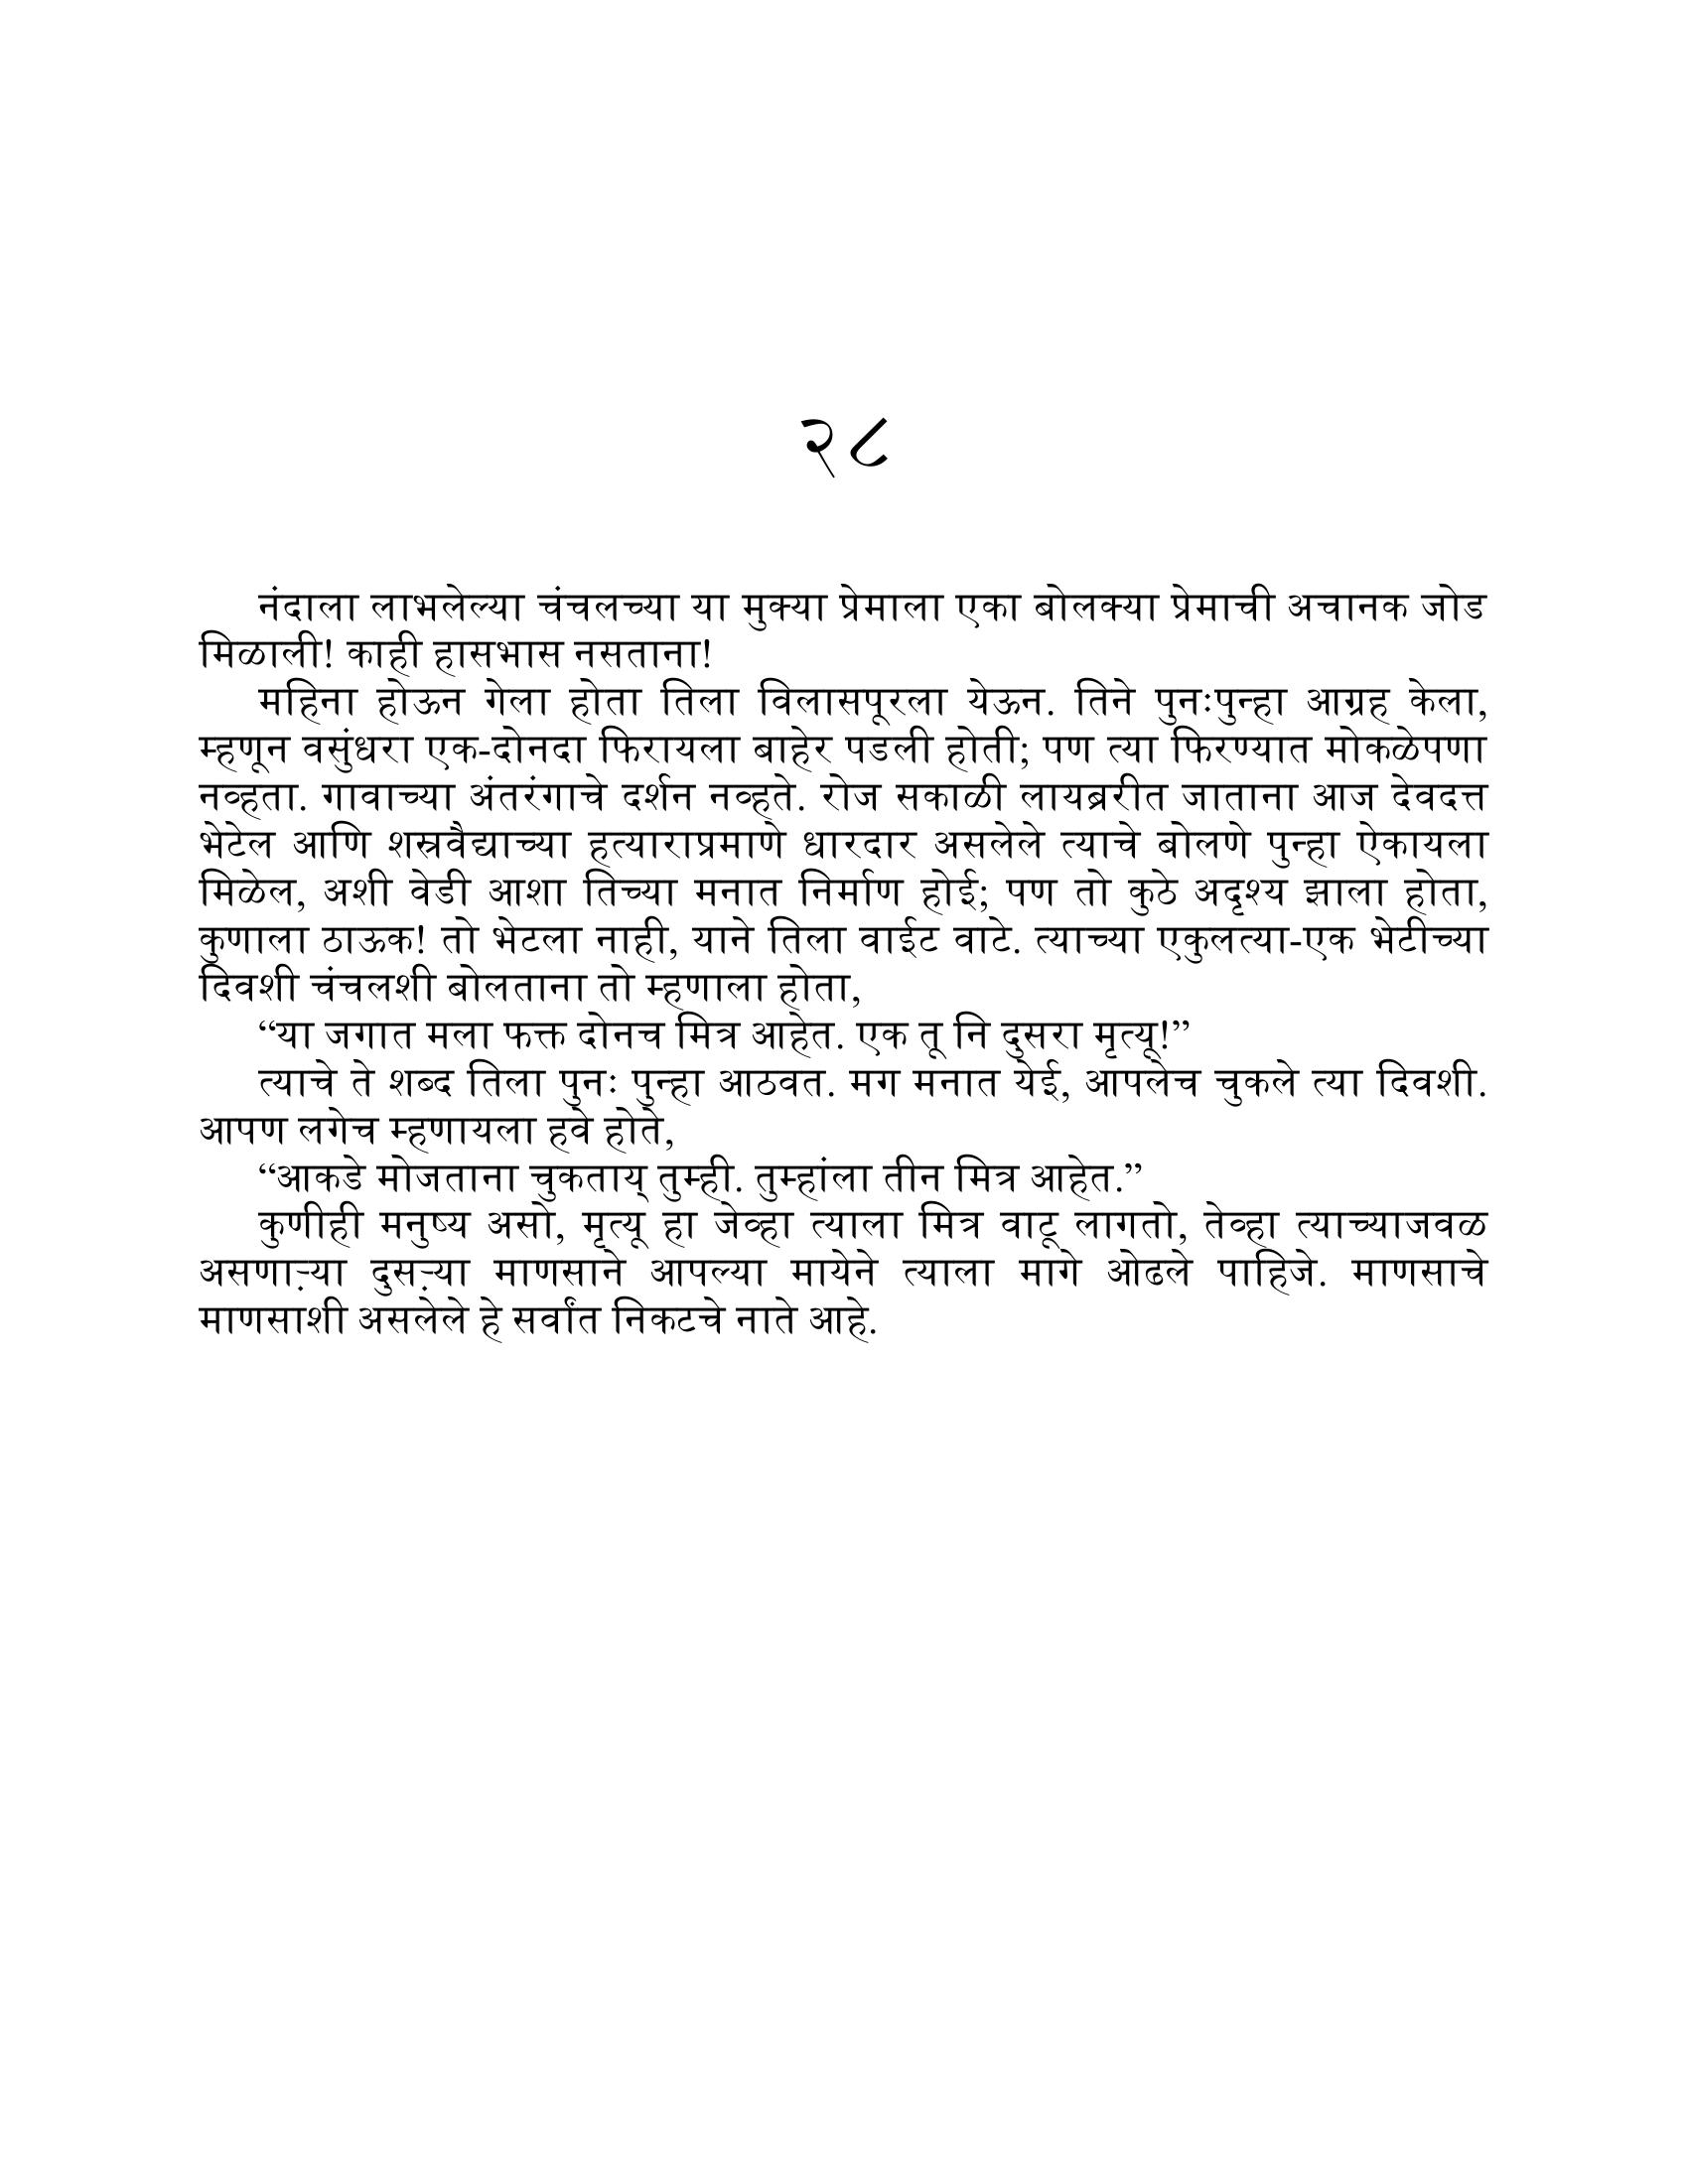 २८
नंदाला लाभलेल्या चंचलच्या या मुक्या प्रेमाला एका बोलक्या प्रेमाची अचानक जोड
मिळाली! काही हासभास नसताना!
महिना होऊन गेला होता तिला विलासपूरला येऊन. तिने पुनःपुन्हा आग्रह केला,
म्हणून वसुंधरा एक-दोनदा फिरायला बाहेर पडली होती; पण त्या फिरण्यात मोकळेपणा
नव्हता. गावाच्या अंतरंगाचे दर्शन नव्हते. रोज सकाळी लायब्ररीत जाताना आज देवदत्त
भेटेल आणि शस्रवैद्याच्या हत्याराप्रमाणे धारदार असलेले त्याचे बोलणे पुन्हा ऐकायला
मिळेल, अशी वेडी आशा तिच्या मनात निर्माण होई; पण तो कुठे अदृश्य झाला होता,
कुणाला ठाऊक! तो भेटला नाही, याने तिला वाईट वाटे. त्याच्या एकुलत्या-एक भेटीच्या
दिवशी चंचलशी बोलताना तो म्हणाला होता,
“या जगात मला फक्त दोनच मित्र आहेत. एक तू नि दुसरा मृत्यू!”
त्याचे ते शब्द तिला पुनः पुन्हा आठवत. मग मनात येई, आपलेच चुकले त्या दिवशी.
आपण लगेच म्हणायला हवे होते,
“आकडे मोजताना चुकताय् तुम्ही. तुम्हांला तीन मित्र आहेत.”
कुणीही मनुष्य असो, मृत्यू हा जेव्हा त्याला मित्र वाटू लागतो, तेव्हा त्याच्याजवळ
असणाऱ्या दुसऱ्या माणसाने आपल्या मायेने त्याला मागे ओढले पाहिजे. माणसाचे
माणसाशी असलेले हे सर्वांत निकटचे नाते आहे.